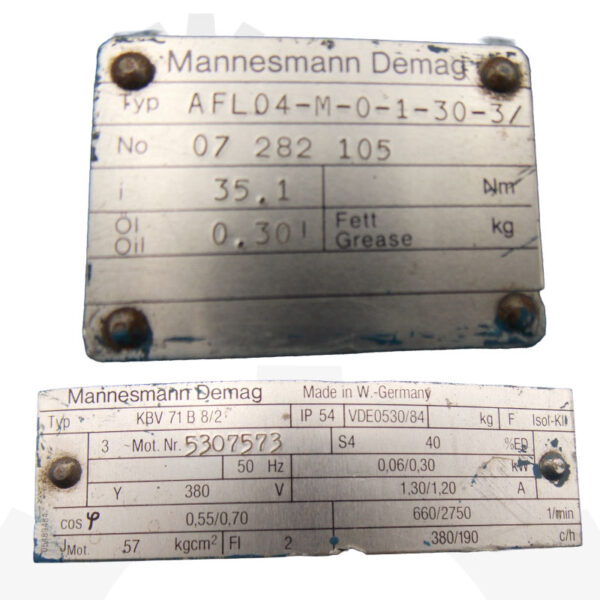 Mannesmann Demag
Typ AFL04-M-0-1-30-3/
No 07 282 105
i 35.1 Nm
Öl Fett
Oil 0.30 l Grease kg
Mannesmann Demag Made in W.-Germany
Typ KBV 71 B 8/2 IP 54 VDE0530/84 kg F Isol-Kl.
3 ~Mot. Nr. 5307573 S4 40 %ED
50 Hz 0,06/0,30 kW
Y 380 V 1,30/1,20 A
cos φ 0,55/0,70 660/2750 1/min
JMot. 57 kgcm² FI 2 380/190 c/h